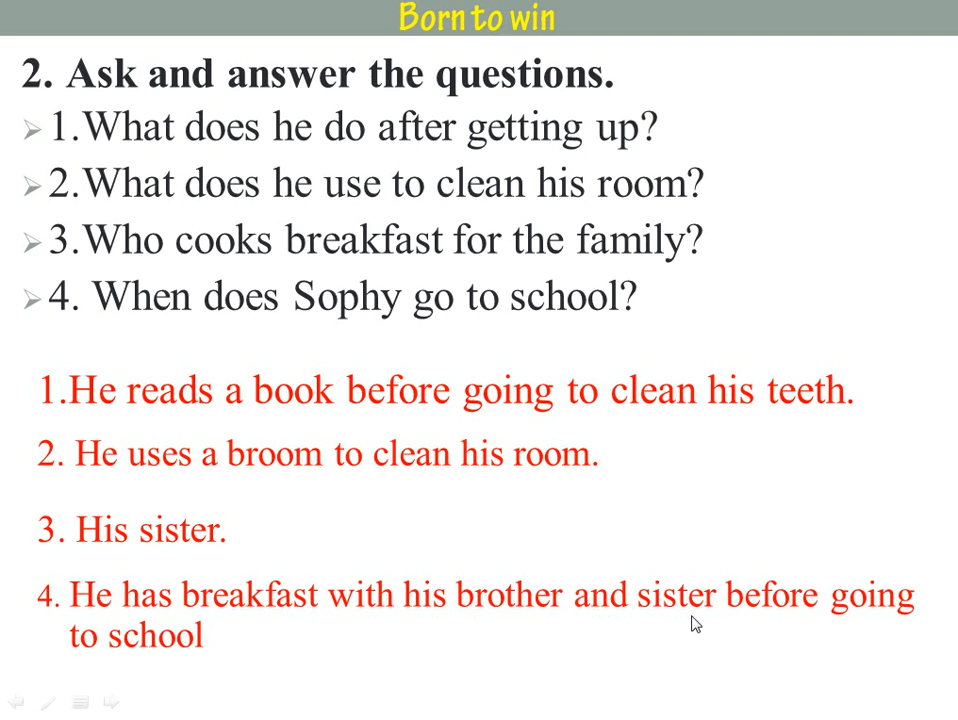 Born to win
2. Ask and answer the questions.
1.What does he do after getting up?
2.What does he use to clean his room?
3.Who cooks breakfast for the family?
4. When does Sophy go to school?
1.He reads a book before going to clean his teeth.
2. He uses a broom to clean his room.
3. His sister.
4. He has breakfast with his brother and sister before going
to school